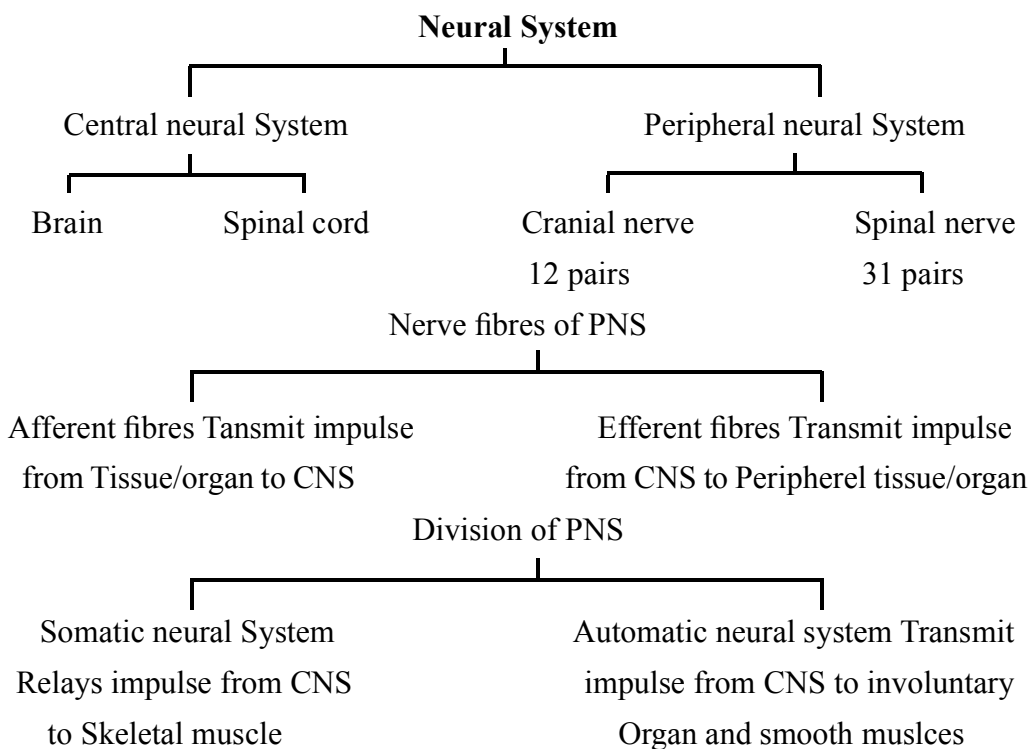 Neural System
Central neural System Peripheral neural System
Brain Spinal cord Cranial nerve Spinal nerve
12 pairs 31 pairs
Nerve fibres of PNS
Afferent fibres Tansmit impulse Efferent fibres Transmit impulse
from Tissue/organ to CNS from CNS to Peripherel tissue/organ
Division of PNS
Somatic neural System Automatic neural system Transmit
Relays impulse from CNS impulse from CNS to involuntary
to Skeletal muscle Organ and smooth muslces